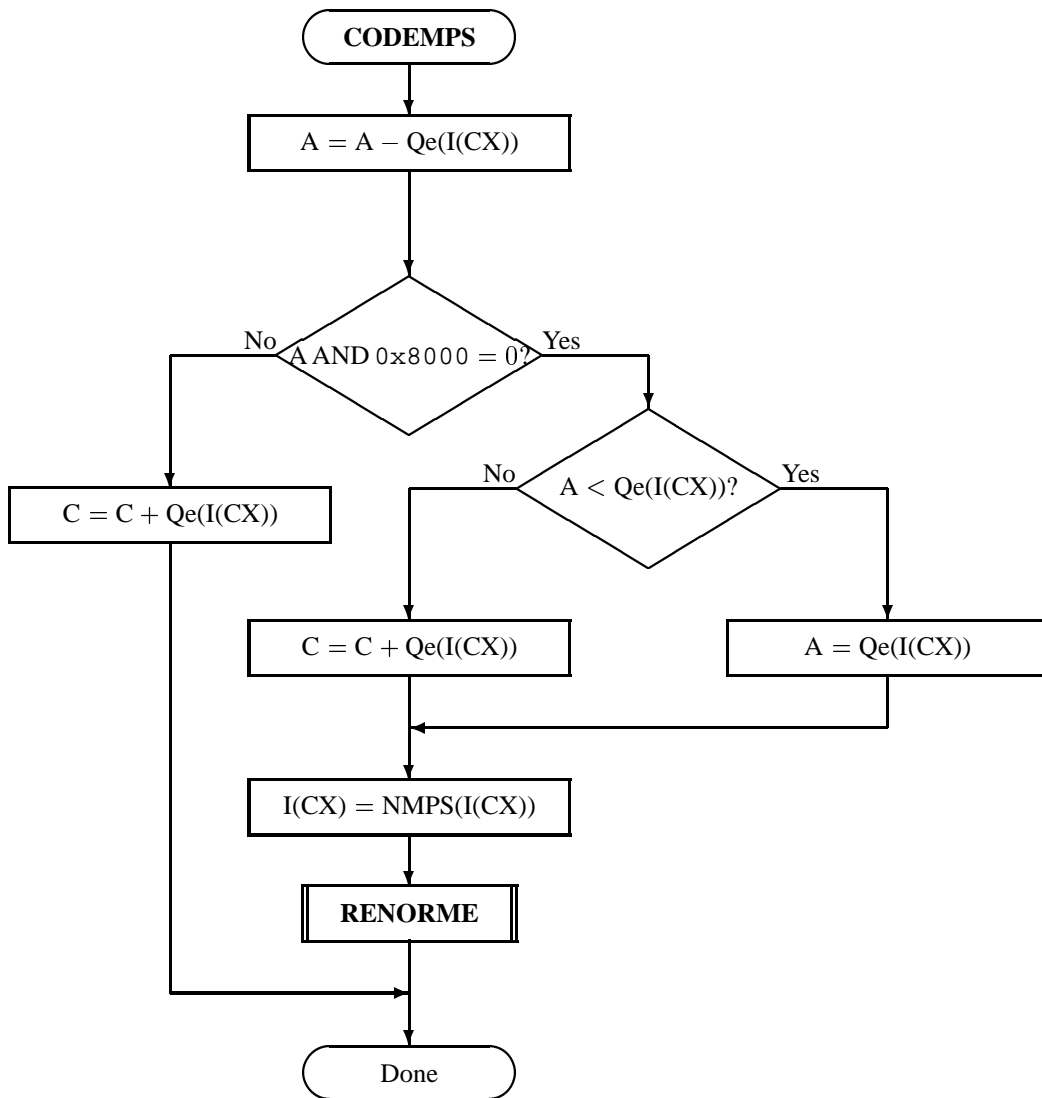 CODEMPS
A = A − Qe(I(CX))
No
A AND 0x8000 = 0?
Yes
No
A < Qe(I(CX))?
Yes
C = C + Qe(I(CX))
C = C + Qe(I(CX))
A = Qe(I(CX))
I(CX) = NMPS(I(CX))
RENORME
Done